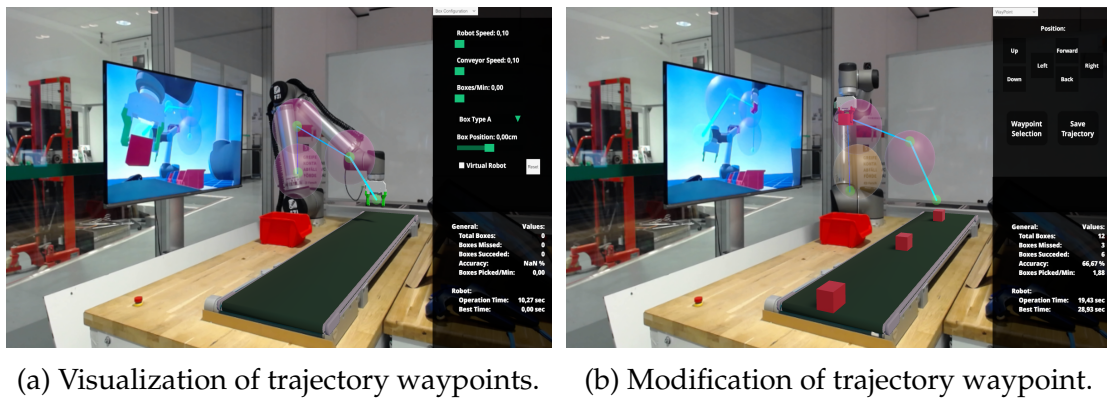 Box Configuration
Robot Speed: 0,10
Conveyor Speed: 0,10
Boxes/Min: 0,00
Box Type A
Box Position: 0,00cm
Virtual Robot
Reset
General: Values:
Total Boxes: 0
Boxes Missed: 0
Boxes Succeded: 0
Accuracy: NaN %
Boxes Picked/Min: 0,00
Robot:
Operation Time: 10,27 sec
Best Time: 0,00 sec
(a) Visualization of trajectory waypoints.
WayPoint
Position:
Up Forward
Left Right
Down Back
Waypoint Save
Selection Trajectory
General: Values:
Total Boxes: 12
Boxes Missed: 3
Boxes Succeded: 6
Accuracy: 66,67 %
Boxes Picked/Min: 1,88
Robot:
Operation Time: 19,43 sec
Best Time: 28,93 sec
(b) Modification of trajectory waypoint.